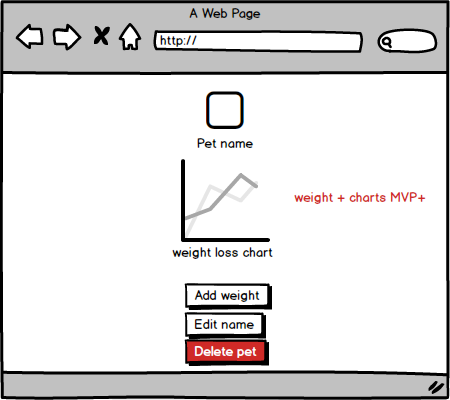 A Web Page
http://
Pet name
weight + charts MVP+
weight loss chart
Add weight
Edit name
Delete pet